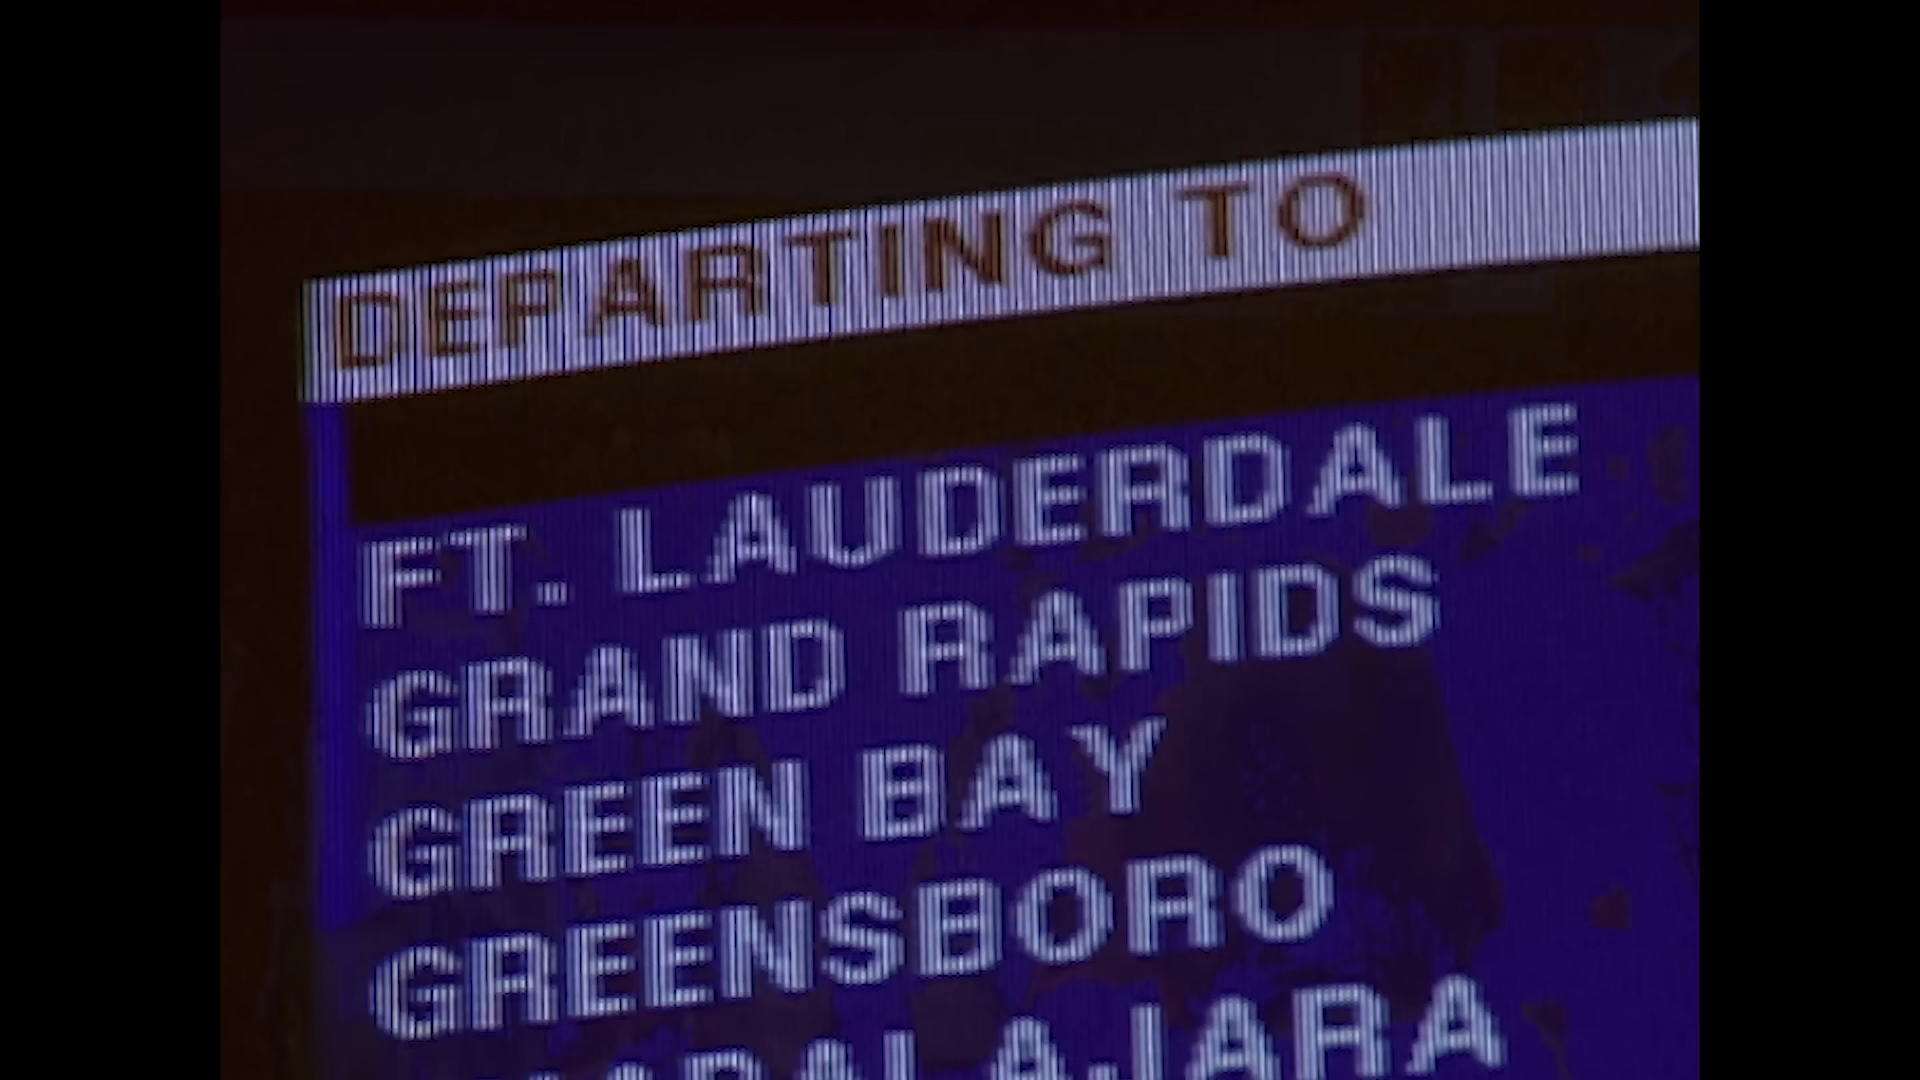 DEPARTING TO
FT. LAUDERDALE
GRAND RAPIDS
GREEN BAY
GREENSBORO